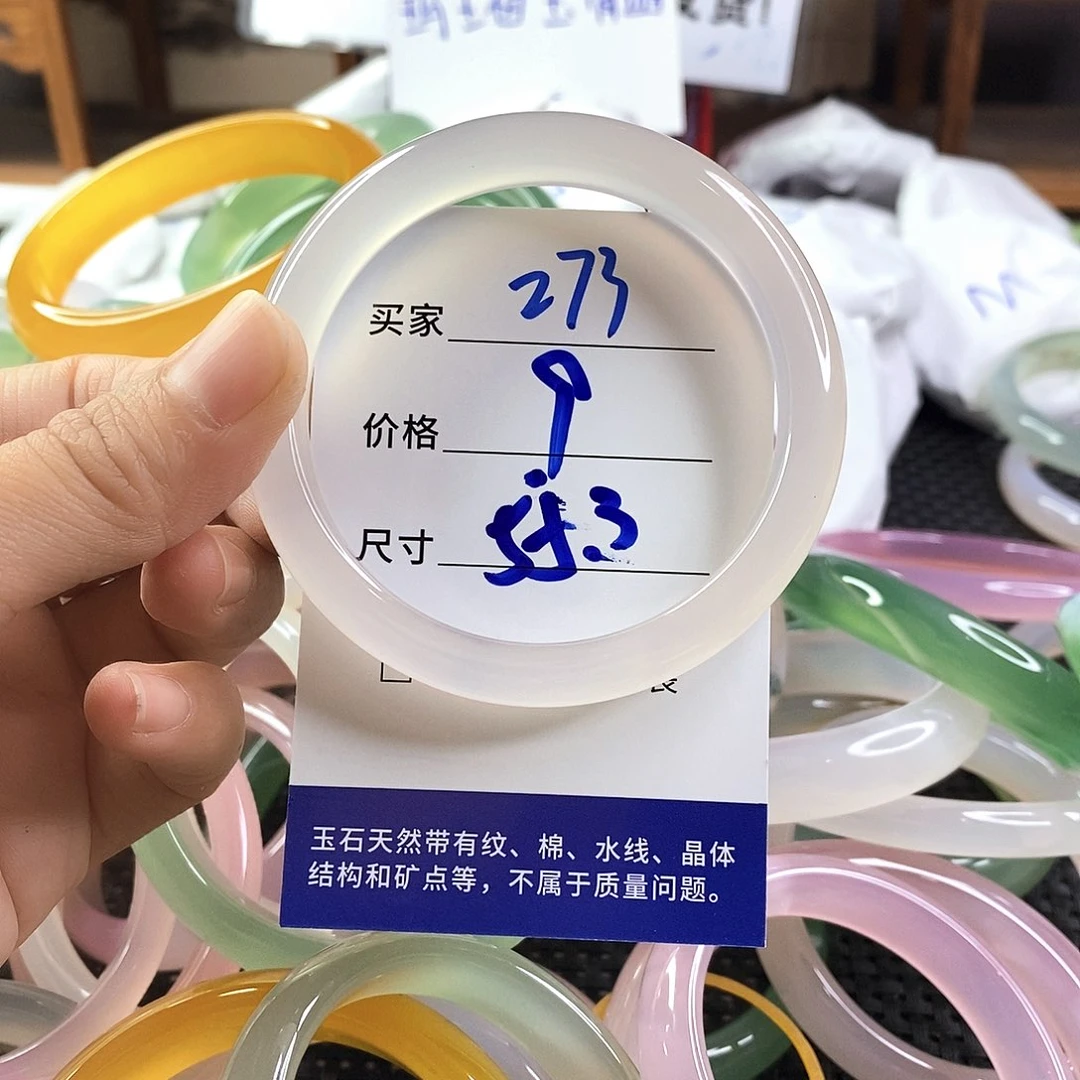 买家 273
价格 9
尺寸
玉石天然带有纹、棉、水线、晶体
结构和矿点等，不属于质量问题。
M